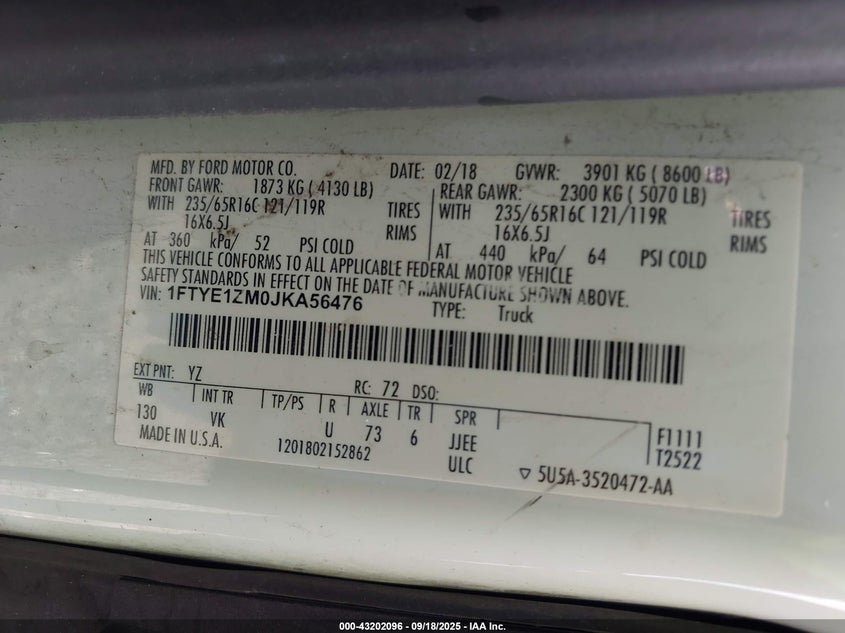 MFD. BY FORD MOTOR CO. DATE: 02/18 GVWR: 3901 KG ( 8600 LB)
FRONT GAWR: 1873 KG ( 4130 LB) REAR GAWR: 2300 KG ( 5070 LB)
WITH 235/65R16C 121/119R TIRES WITH 235/65R16C 121/119R TIRES
16X6.5J RIMS 16X6.5J RIMS
AT 360 kPa/ 52 PSI COLD AT 440 kPa/ 64 PSI COLD
THIS VEHICLE CONFORMS TO ALL APPLICABLE FEDERAL MOTOR VEHICLE
SAFETY STANDARDS IN EFFECT ON THE DATE OF MANUFACTURE SHOWN ABOVE.
VIN: 1FTYE1ZM0JKA56476 TYPE: Truck
EXT PNT: YZ RC: 72 DSO:
WB INT TR TP/PS R AXLE TR SPR
130 VK U 73 6 JJEE F1111
MADE IN U.S.A. 1201802152862 ULC T2522
▽ 5U5A-3520472-AA
000-43202096 - 09/18/2025 - IAA Inc.